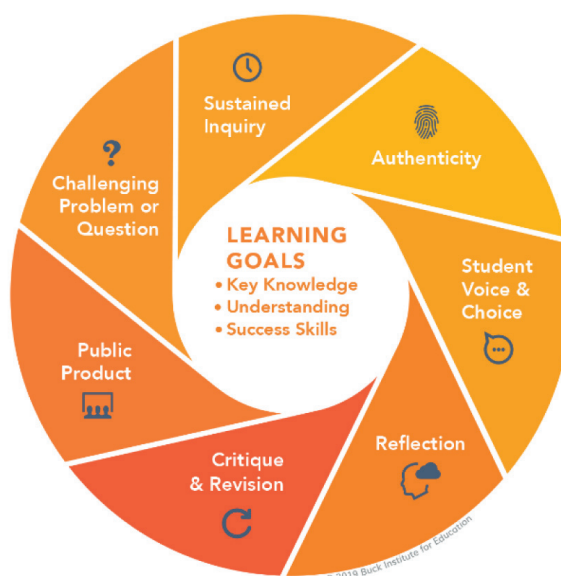 Sustained
Inquiry
Authenticity
Student
Voice &
Choice
Reflection
Critique
& Revision
Public
Product
?
Challenging
Problem or
Question
LEARNING
GOALS
• Key Knowledge
• Understanding
• Success Skills
2019 Buck Institute for Education